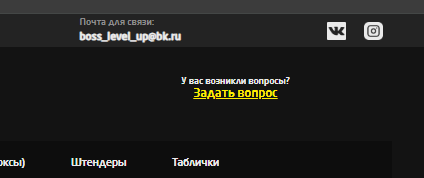 Почта для связи:
boss_level_up@bk.ru
У вас возникли вопросы?
Задать вопрос
оксы) Штендеры Таблички